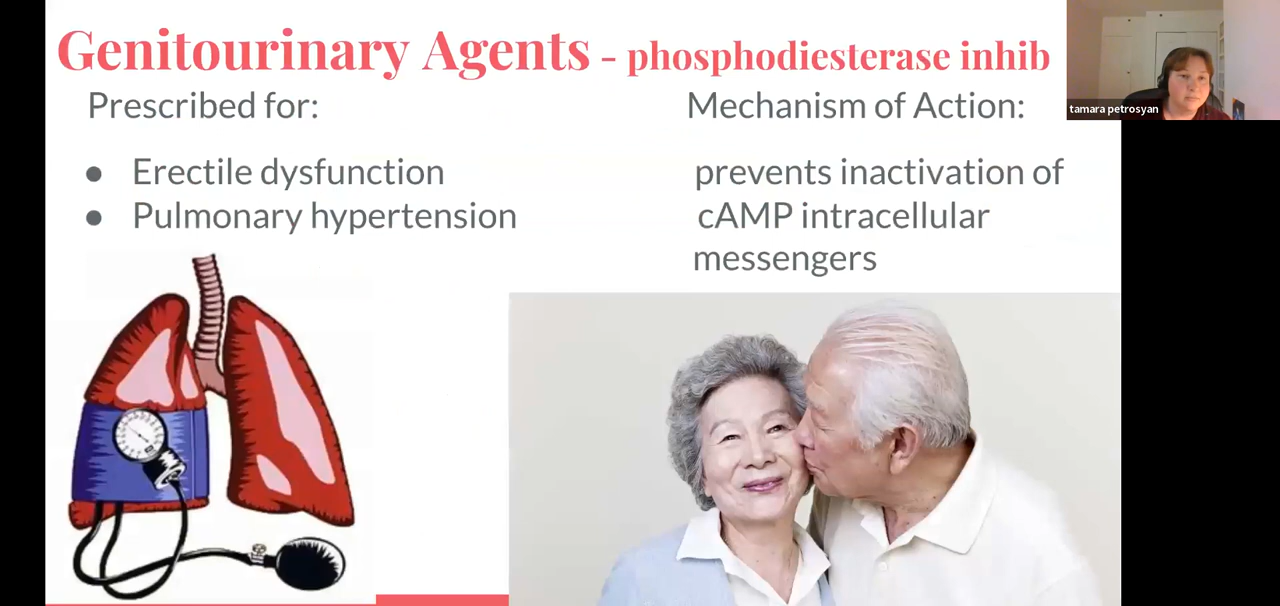 Genitourinary Agents - phosphodiesterase inhib
Prescribed for:
● Erectile dysfunction
● Pulmonary hypertension
Mechanism of Action:
prevents inactivation of
cAMP intracellular
messengers
tamara petrosyan